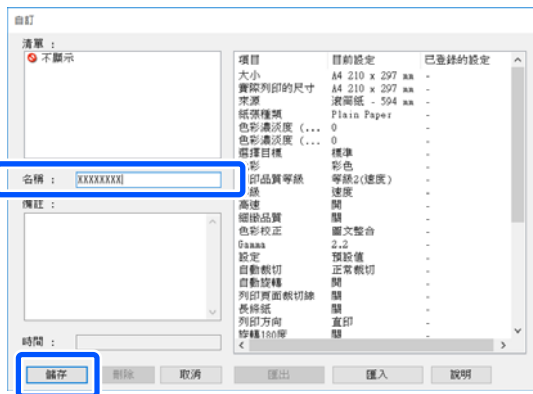 自訂
清單 :
不顯示
名稱 : XXXXXXXX
備註 :
時間 :
項目 目前設定 已登錄的設定
大小 A4 210 x 297 mm -
實際列印的尺寸 A4 210 x 297 mm -
來源 滾筒紙 - 594 mm -
紙張種類 Plain Paper -
色彩濃淡度 (... 0 -
色彩濃淡度 (... 0 -
選擇目標 標準 -
彩 彩色 -
印品質等級 等級2(速度) -
級 速度 -
高速 開 -
細緻品質 關 -
色彩校正 圖文整合 -
Gamma 2.2 -
設定 預設值 -
自動裁切 正常裁切 -
自動旋轉 開 -
列印頁面裁切線 關 -
長條紙 關 -
列印方向 直印 -
旋轉180度 關 -
儲存 刪除 取消 匯出 匯入 說明